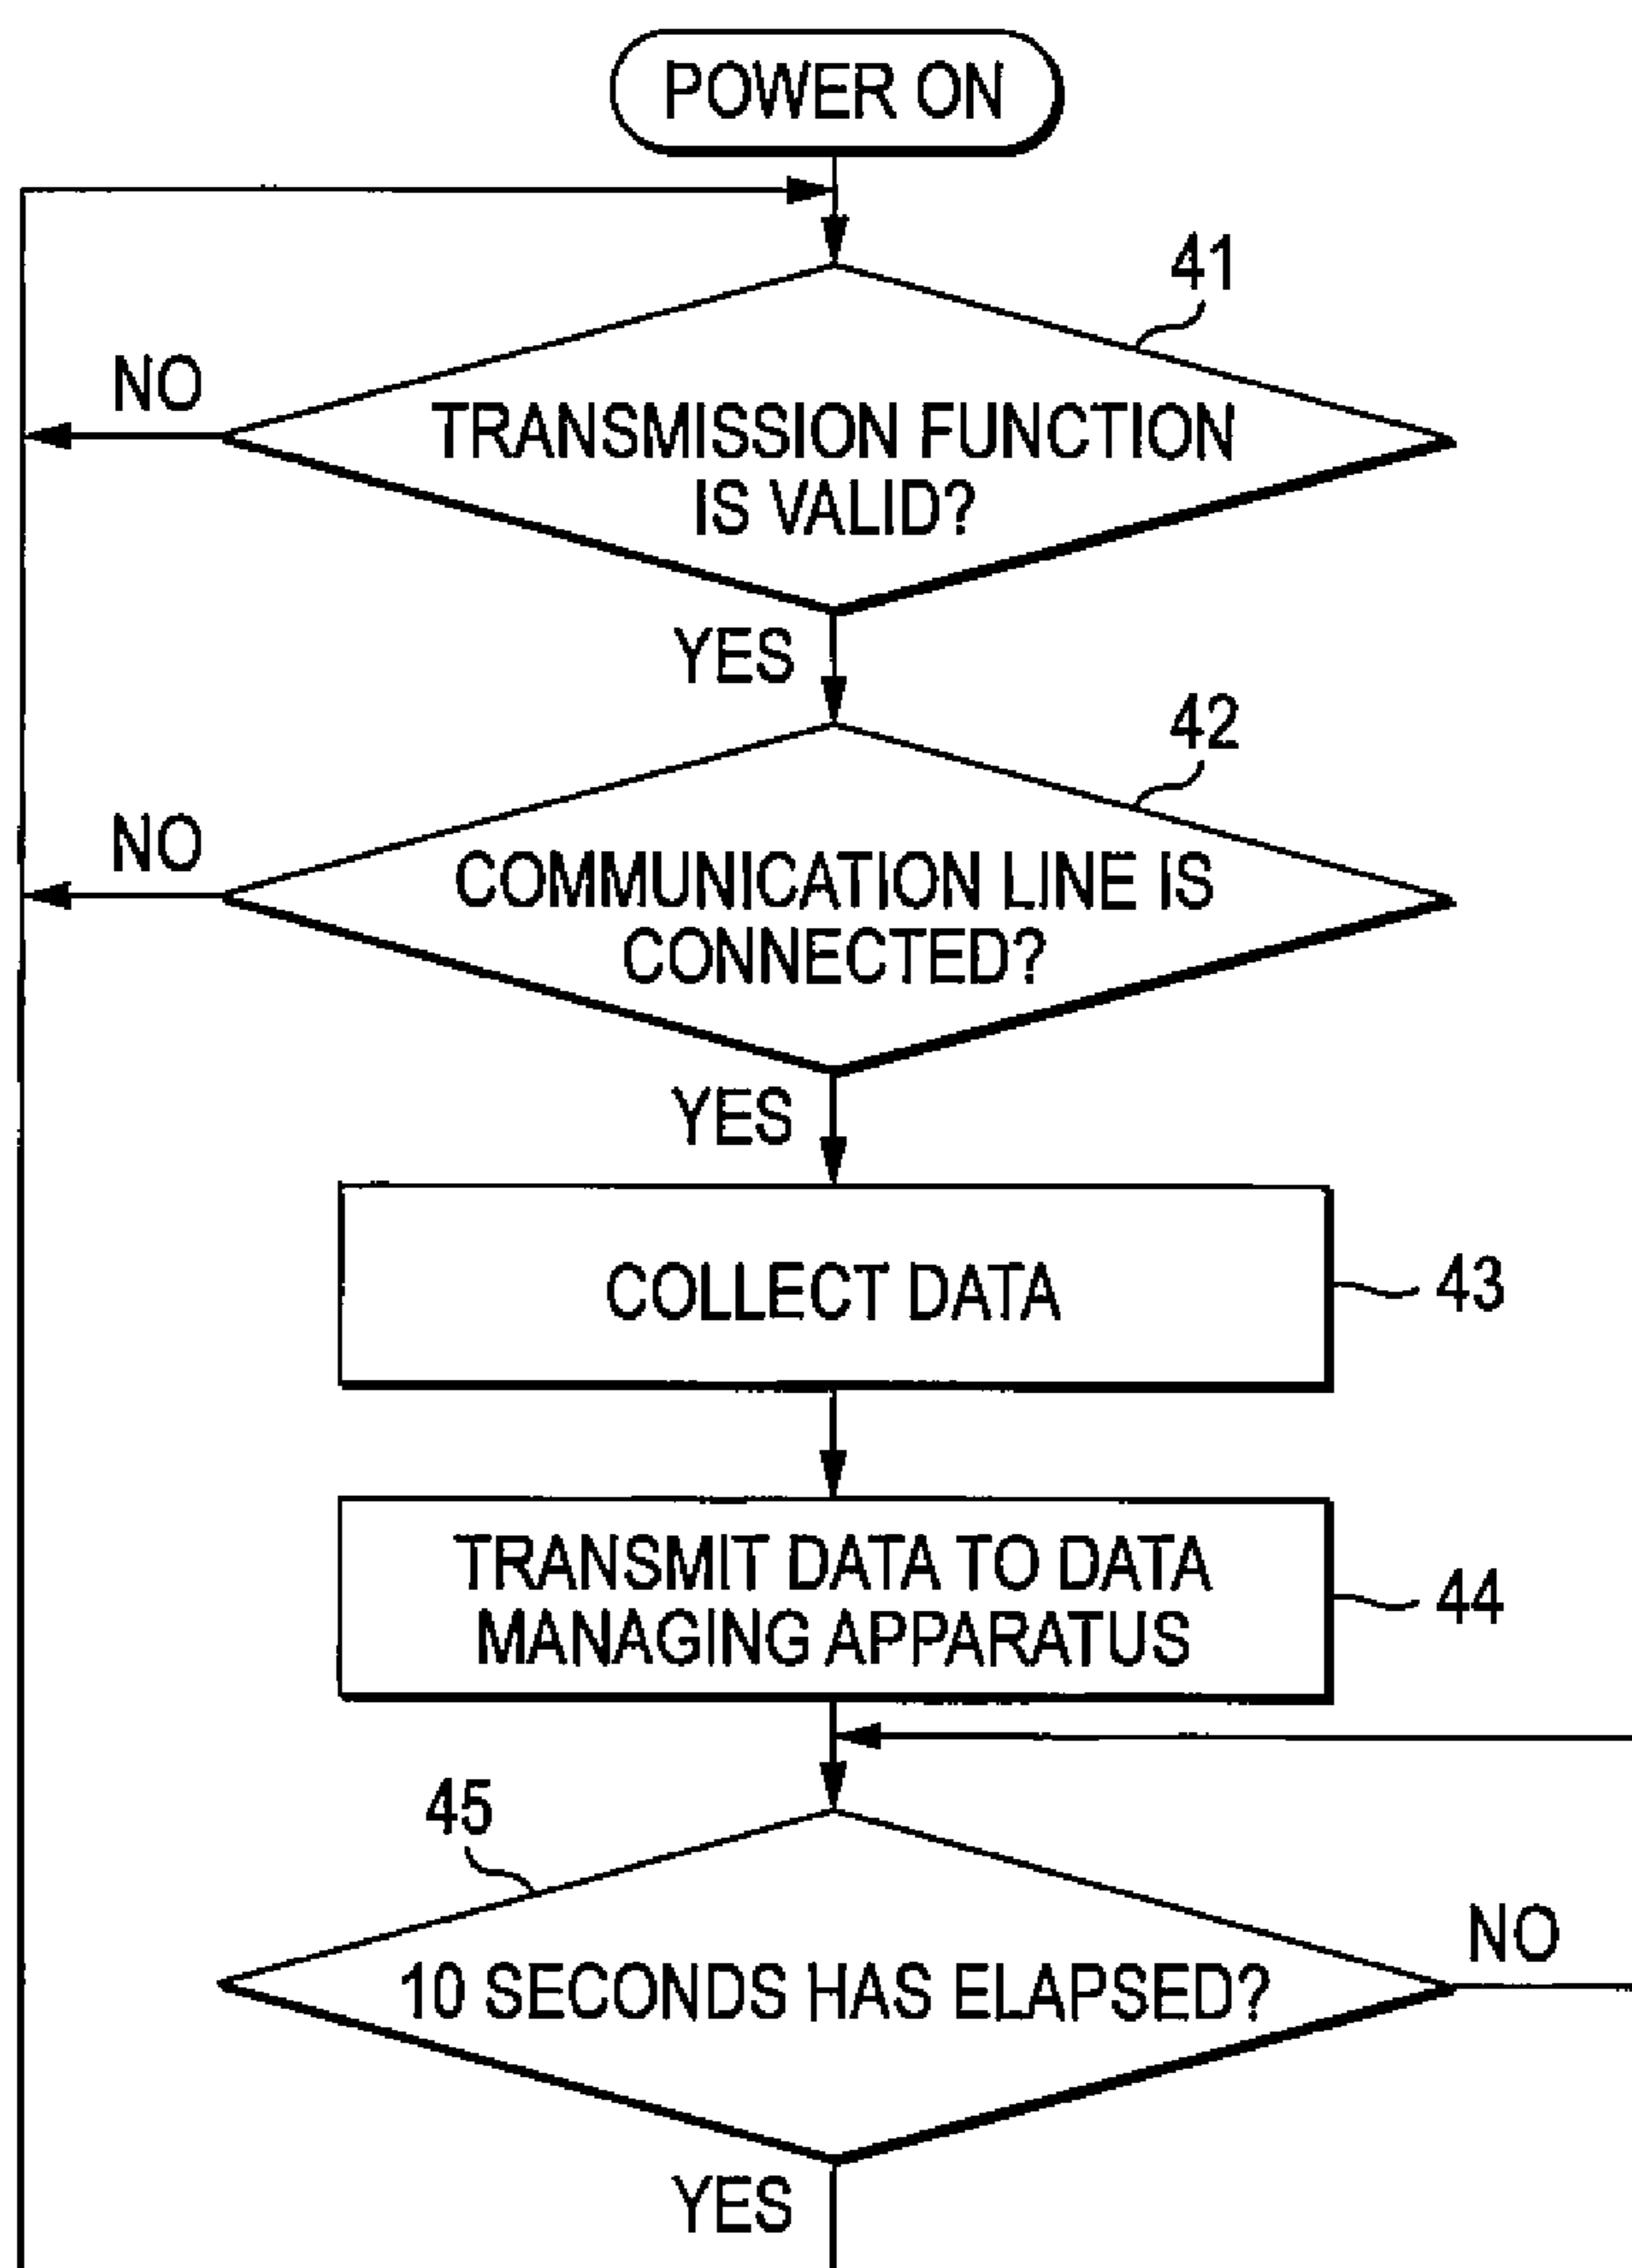 POWER ON
41
NO
TRANSMISSION FUNCTION
IS VALID?
YES
42
NO
COMMUNICATION LINE IS
CONNECTED?
YES
COLLECT DATA
43
TRANSMIT DATA TO DATA
MANAGING APPARATUS
44
45
NO
10 SECONDS HAS ELAPSED?
YES